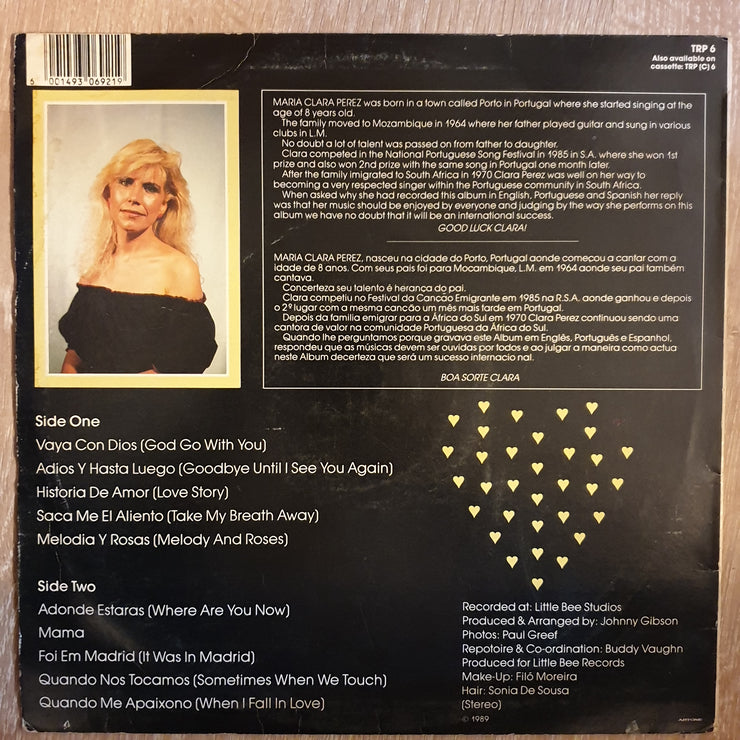 6 001493 069219
TRP 6
Also available on
cassette: TRP (C) 6
MARIA CLARA PEREZ was born in a town called Porto in Portugal where she started singing at the
age of 8 years old.
The family moved to Mozambique in 1964 where her father played guitar and sung in various
clubs in L.M.
No doubt a lot of talent was passed on from father to daughter.
Clara competed in the National Portuguese Song Festival in 1985 in S.A. where she won 1st
prize and also won 2nd prize with the same song in Portugal one month later.
After the family imigrated to South Africa in 1970 Clara Perez was well on her way to
becoming a very respected singer within the Portuguese community in South Africa.
When asked why she had recorded this album in English, Portuguese and Spanish her reply
was that her music should be enjoyed by everyone and judging by the way she performs on this
album we have no doubt that it will be an international success.
GOOD LUCK CLARA!
MARIA CLARA PEREZ, nasceu na cidade do Porto, Portugal aonde começou a cantar com a
idade de 8 anos. Com seus pais foi para Mocambique, L.M. em 1964 aonde seu pai também
cantava.
Concerteza seu talento é herança do pai.
Clara competiu no Festival da Cancão Emigrante em 1985 na R.S.A. aonde ganhou e depois
o 2º lugar com a mesma cancão um mês mais tarde em Portugal.
Depois da familia emigrar para a África do Sul em 1970 Clara Perez continuou sendo uma
cantora de valor na comunidade Portuguesa da África do Sul.
Quando lhe perguntamos porque gravava este Album em Englês, Português e Espanhol,
respondeu que as músicas devem ser ouvidas por todos e ao julgar a maneira como actua
neste Album decerteza que será um sucesso internacio nal.
BOA SORTE CLARA
Side One
Vaya Con Dios (God Go With You)
Adios Y Hasta Luego (Goodbye Until I See You Again)
Historia De Amor (Love Story)
Saca Me El Aliento (Take My Breath Away)
Melodia Y Rosas (Melody And Roses)
Side Two
Adonde Estaras (Where Are You Now)
Mama
Foi Em Madrid (It Was In Madrid)
Quando Nos Tocamos (Sometimes When We Touch)
Quando Me Apaixono (When I Fall In Love)
Recorded at: Little Bee Studios
Produced & Arranged by: Johnny Gibson
Photos: Paul Greef
Repotoire & Co-ordination: Buddy Vaughn
Produced for Little Bee Records
Make-Up: Filó Moreira
Hair: Sonia De Sousa
(Stereo)
© 1989